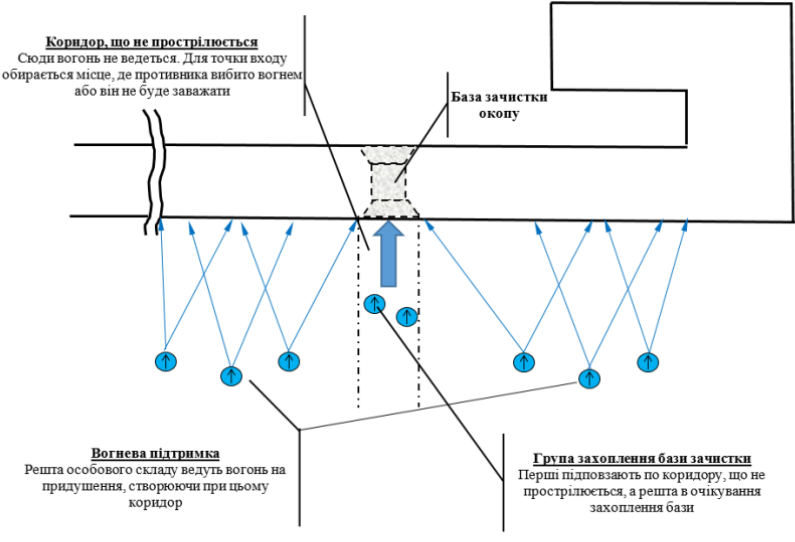 Коридор, що не прострілюється
Сюди вогонь не ведеться. Для точки входу
обирається місце, де противника вибито вогнем
або він не буде заважати
База зачистки
окопу
Вогнева підтримка
Решта особового складу ведуть вогонь на
придушення, створюючи при цьому
коридор
Група захоплення бази зачистки
Перші підповзають по коридору, що не
прострілюється, а решта в очікування
захоплення бази